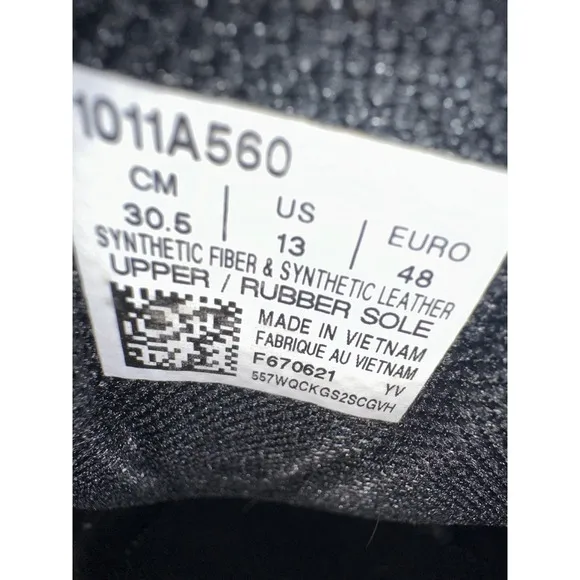 1011A560
CM | US | EURO
30.5 | 13 | 48
SYNTHETIC FIBER & SYNTHETIC LEATHER
UPPER / RUBBER SOLE
MADE IN VIETNAM
FABRIQUE AU VIETNAM
F670621 YV
557WQCKGS2SCGVH